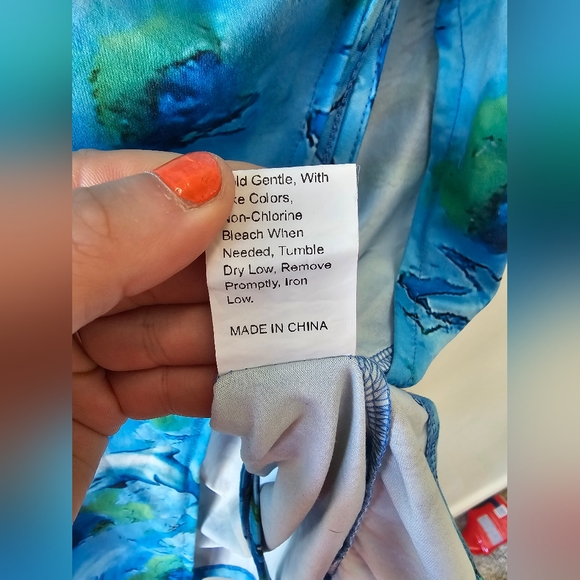 ld Gentle, With
ke Colors,
on-Chlorine
Bleach When
Needed, Tumble
Dry Low, Remove
Promptly, Iron
Low.
MADE IN CHINA